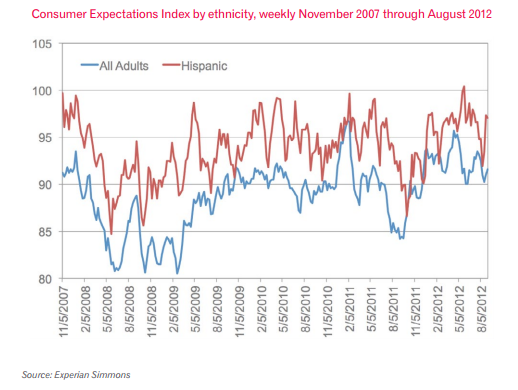 Consumer Expectations Index by ethnicity, weekly November 2007 through August 2012
105
All Adults Hispanic
100
95
90
85
80
11/5/2007 2/5/2008 5/5/2008 8/5/2008 11/5/2008 2/5/2009 5/5/2009 8/5/2009 11/5/2009 2/5/2010 5/5/2010 8/5/2010 11/5/2010 2/5/2011 5/5/2011 8/5/2011 11/5/2011 2/5/2012 5/5/2012 8/5/2012
Source: Experian Simmons